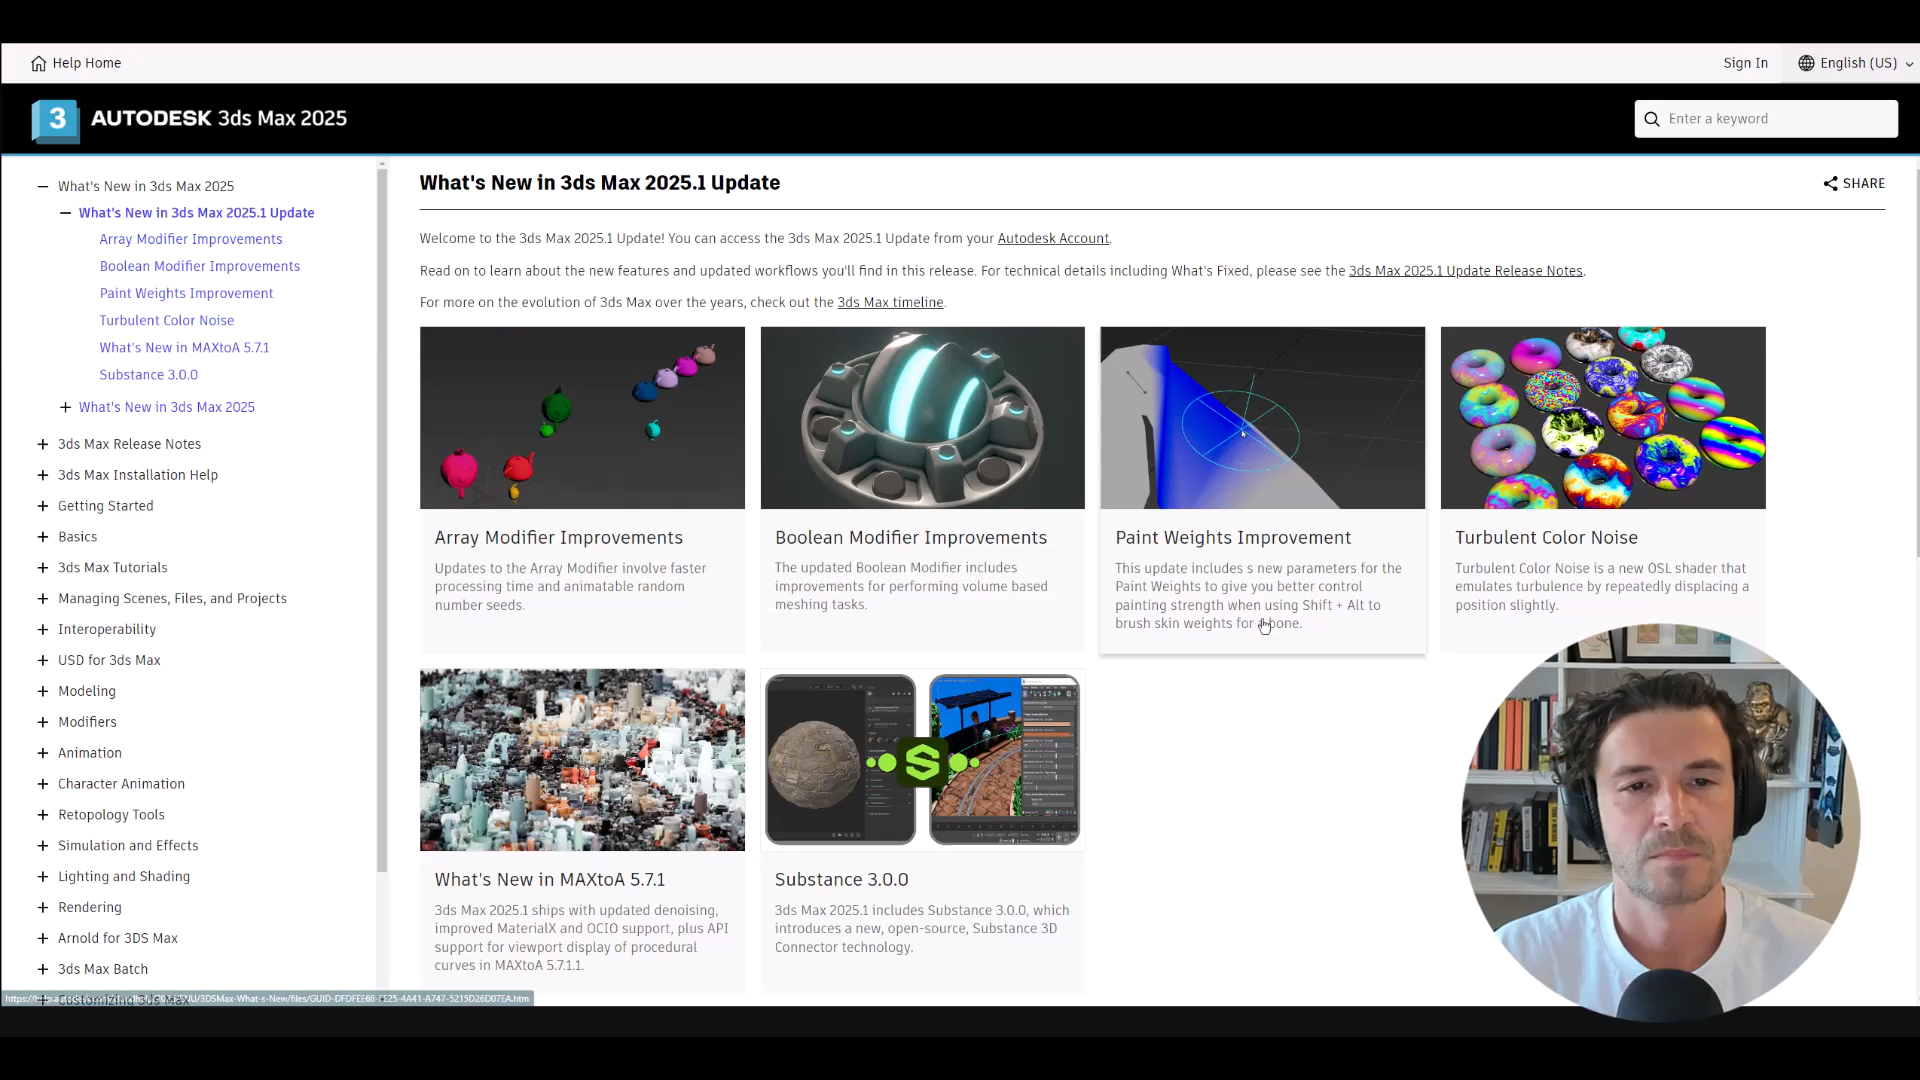 Help Home
Sign In
English (US)
3
AUTODESK 3ds Max 2025
Enter a keyword
What's New in 3ds Max 2025
What's New in 3ds Max 2025.1 Update
Array Modifier Improvements
Boolean Modifier Improvements
Paint Weights Improvement
Turbulent Color Noise
What's New in MAXtoA 5.7.1
Substance 3.0.0
What's New in 3ds Max 2025
3ds Max Release Notes
3ds Max Installation Help
Getting Started
Basics
3ds Max Tutorials
Managing Scenes, Files, and Projects
Interoperability
USD for 3ds Max
Modeling
Modifiers
Animation
Character Animation
Retopology Tools
Simulation and Effects
Lighting and Shading
Rendering
Arnold for 3DS Max
3ds Max Batch
Customizing 3ds Max
What's New in 3ds Max 2025.1 Update
SHARE
Welcome to the 3ds Max 2025.1 Update! You can access the 3ds Max 2025.1 Update from your Autodesk Account.
Read on to learn about the new features and updated workflows you'll find in this release. For technical details including What's Fixed, please see the 3ds Max 2025.1 Update Release Notes.
For more on the evolution of 3ds Max over the years, check out the 3ds Max timeline.
Array Modifier Improvements
Updates to the Array Modifier involve faster
processing time and animatable random
number seeds.
Boolean Modifier Improvements
The updated Boolean Modifier includes
improvements for performing volume based
meshing tasks.
Paint Weights Improvement
This update includes s new parameters for the
Paint Weights to give you better control
painting strength when using Shift + Alt to
brush skin weights for a bone.
Turbulent Color Noise
Turbulent Color Noise is a new OSL shader that
emulates turbulence by repeatedly displacing a
position slightly.
What's New in MAXtoA 5.7.1
3ds Max 2025.1 ships with updated denoising,
improved MaterialX and OCIO support, plus API
support for viewport display of procedural
curves in MAXtoA 5.7.1.1.
Substance 3.0.0
3ds Max 2025.1 includes Substance 3.0.0, which
introduces a new, open-source, Substance 3D
Connector technology.